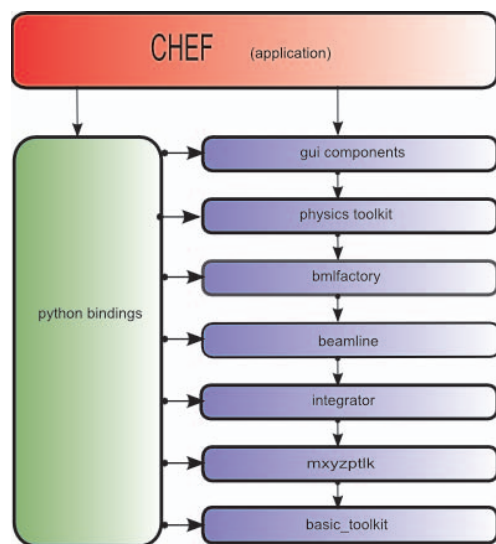 CHEF (application)
gui components
physics toolkit
bmlfactory
python bindings
beamline
integrator
mxyzptlk
basic_toolkit